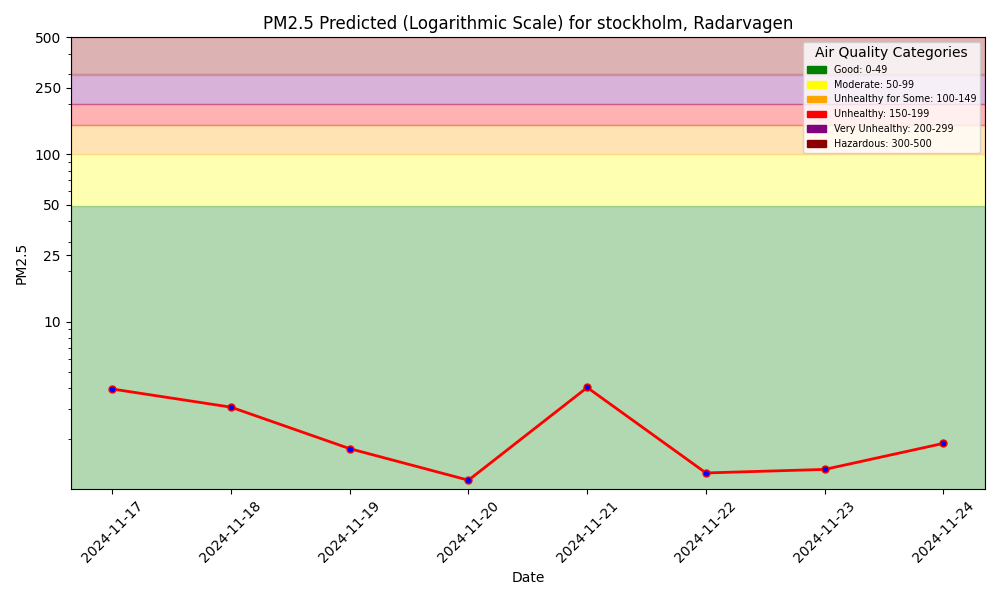 PM2.5 Predicted (Logarithmic Scale) for stockholm, Radarvagen
500
250
100
50
25
10
PM2.5
Air Quality Categories
Good: 0-49
Moderate: 50-99
Unhealthy for Some: 100-149
Unhealthy: 150-199
Very Unhealthy: 200-299
Hazardous: 300-500
2024-11-17
2024-11-18
2024-11-19
2024-11-20
2024-11-21
2024-11-22
2024-11-23
2024-11-24
Date